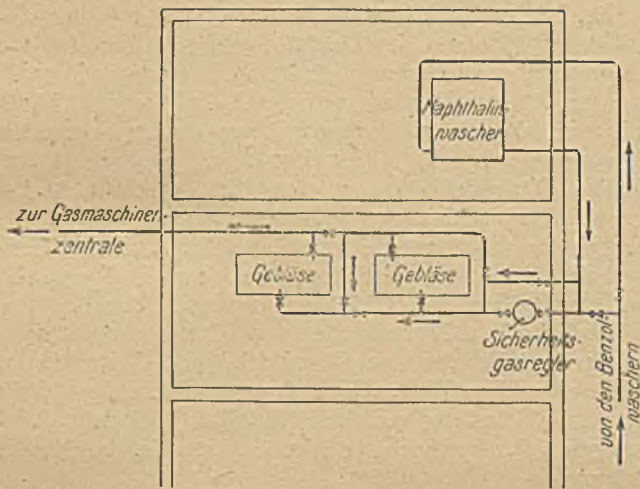 Naphthalin-
wascher
zur Gasmaschinen-
zentrale
Gebläse
Gebläse
Sicherheits-
gasregler
von den Benzol-
waschern